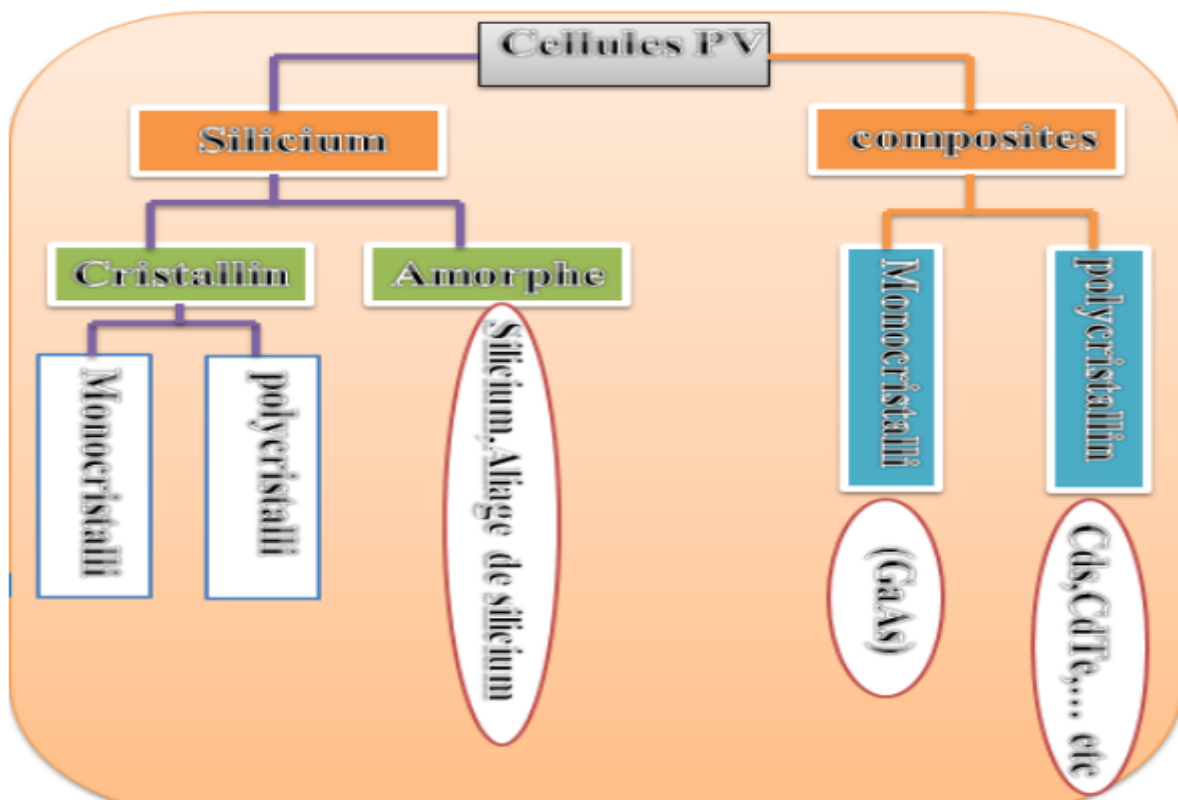 Cellules PV
Silicium
composites
Cristallin
Amorphe
Monocristalli
polycristallin
Monocristalli
polycristalli
Silicium,Aliage de silicium
(GaAs)
Cds,CdTe,... etc